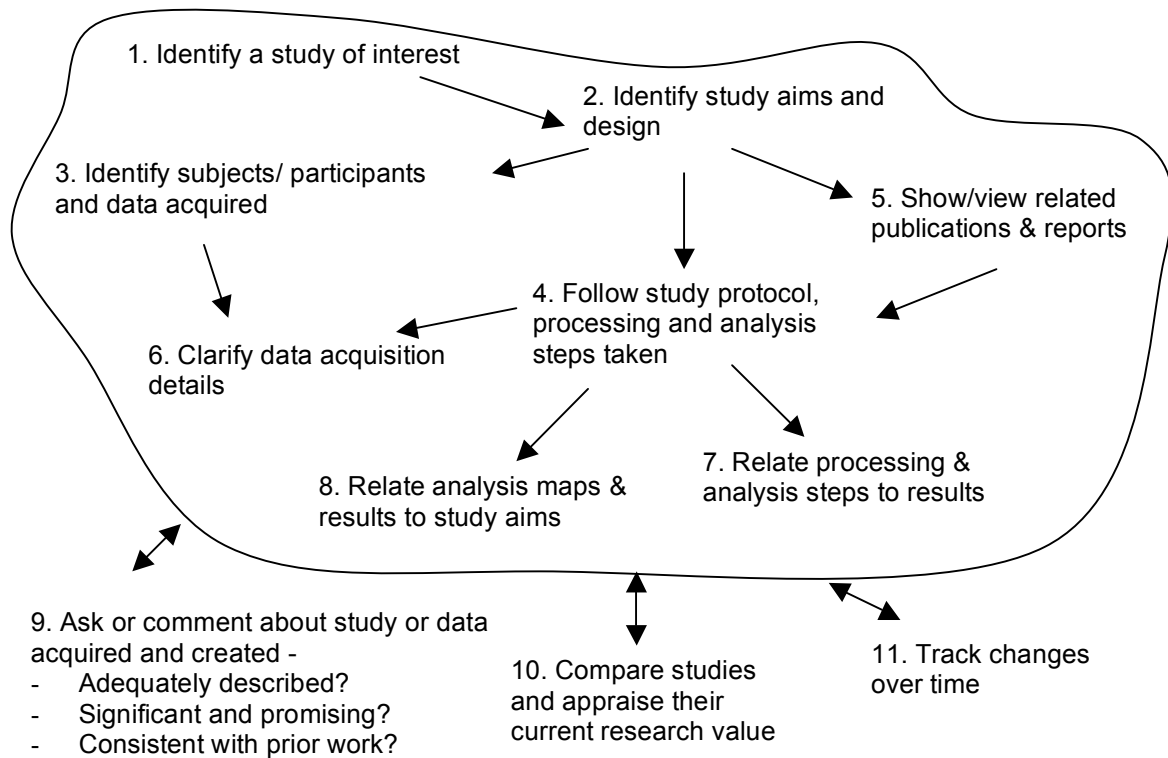 1. Identify a study of interest
2. Identify study aims and
design
3. Identify subjects/ participants
and data acquired
5. Show/view related
publications & reports
4. Follow study protocol,
processing and analysis
steps taken
6. Clarify data acquisition
details
7. Relate processing &
analysis steps to results
8. Relate analysis maps &
results to study aims
9. Ask or comment about study or data
acquired and created -
- Adequately described?
- Significant and promising?
- Consistent with prior work?
10. Compare studies
and appraise their
current research value
11. Track changes
over time